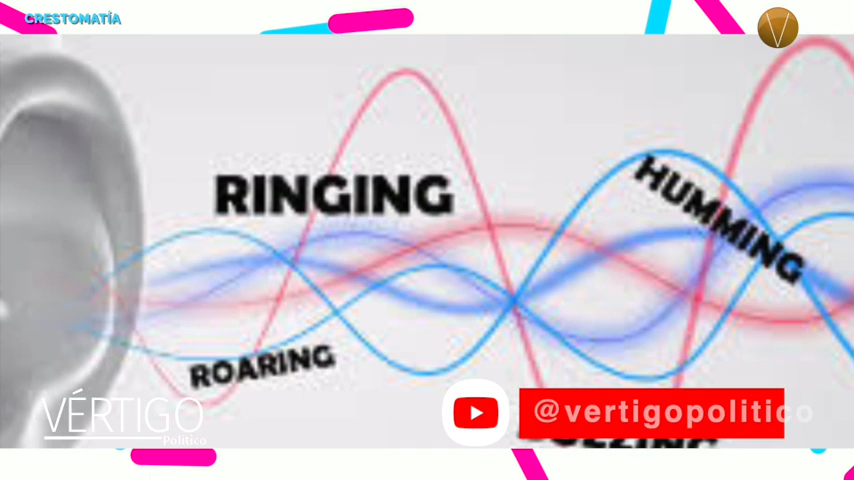 CRESTOMATÍA
V
RINGING
HUMMING
ROARING
VÉRTIGO
Político
@vertigopolitico